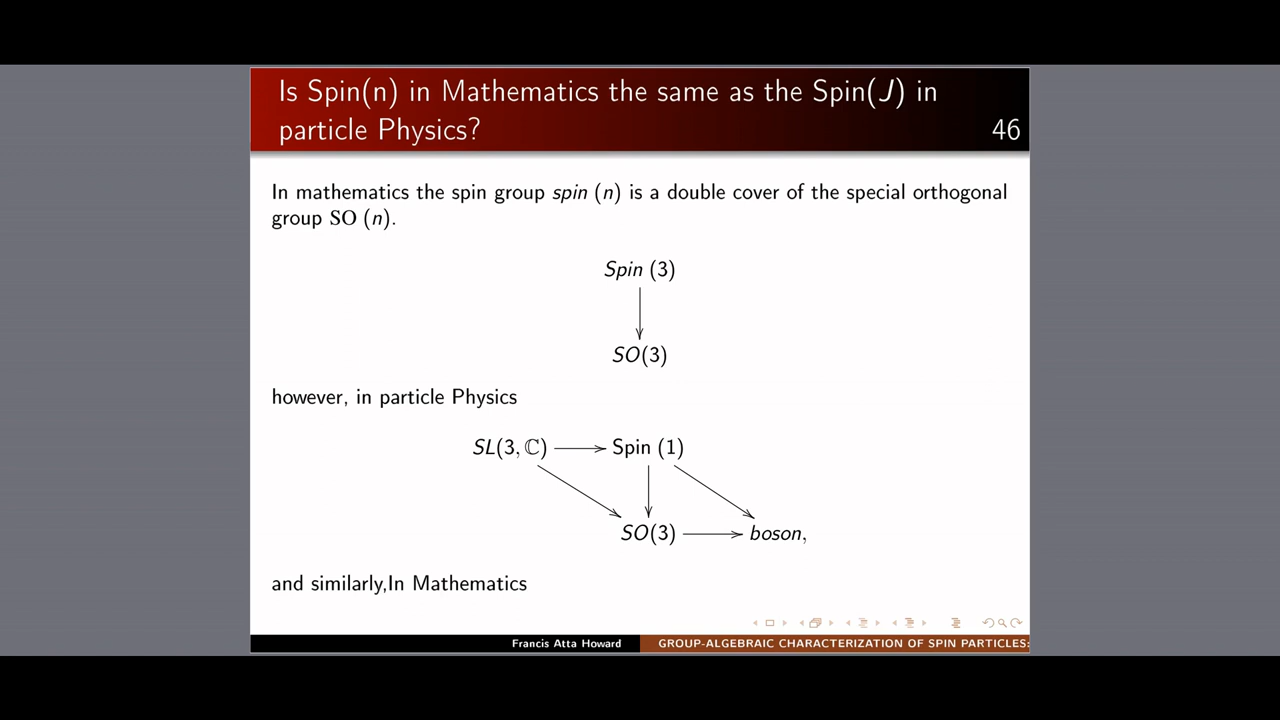 Is Spin(n) in Mathematics the same as the Spin(J) in
particle Physics?
46
In mathematics the spin group spin (n) is a double cover of the special orthogonal
group SO (n).
Spin (3)
SO(3)
however, in particle Physics
SL(3, ℂ)
Spin (1)
SO(3)
boson,
and similarly,In Mathematics
Francis Atta Howard
GROUP-ALGEBRAIC CHARACTERIZATION OF SPIN PARTICLES: